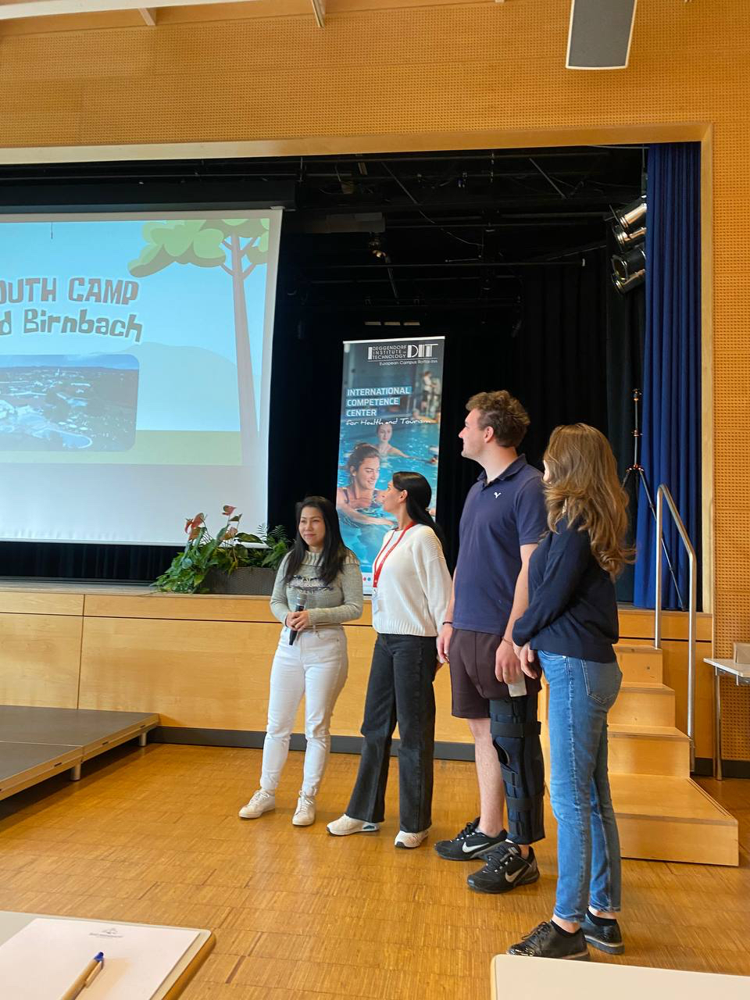 OUTH CAMP
d Birnbach
DEGGENDORF
INSTITUTE OF
TECHNOLOGY
DIT
European Campus Rottal-Inn
INTERNATIONAL
COMPETENCE
CENTER
for Health and Tourism